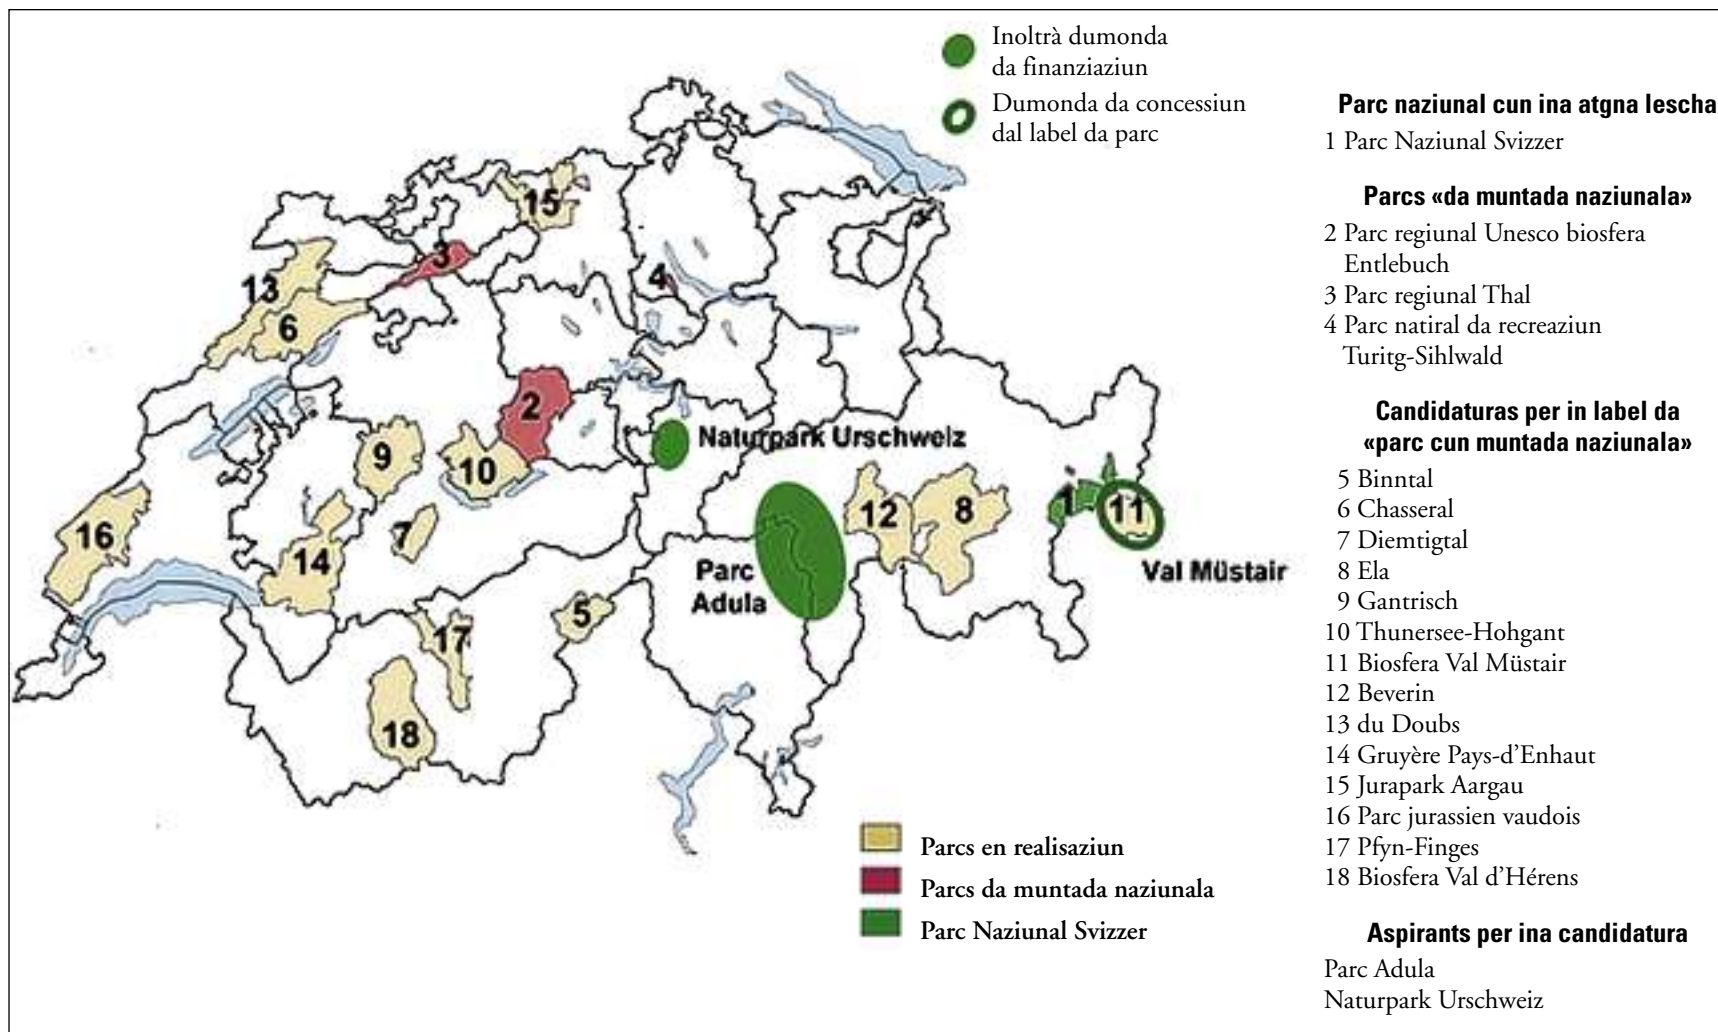 Inoltrà dumonda
da finanziaziun
Dumonda da concessiun
dal label da parc
15
3
4
13
6
2
Naturpark Urschweiz
9
10
16
7
14
12
8
1
11
Val Müstair
Parc
Adula
5
17
18
Parcs en realisaziun
Parcs da muntada naziunala
Parc Naziunal Svizzer
Parc naziunal cun ina atgna lescha
1 Parc Naziunal Svizzer
Parcs «da muntada naziunala»
2 Parc regiunal Unesco biosfera
Entlebuch
3 Parc regiunal Thal
4 Parc natiral da recreaziun
Turitg-Sihlwald
Candidaturas per in label da
«parc cun muntada naziunala»
5 Binntal
6 Chasseral
7 Diemtigtal
8 Ela
9 Gantrisch
10 Thunersee-Hohgant
11 Biosfera Val Müstair
12 Beverin
13 du Doubs
14 Gruyère Pays-d'Enhaut
15 Jurapark Aargau
16 Parc jurassien vaudois
17 Pfyn-Finges
18 Biosfera Val d'Hérens
Aspirants per ina candidatura
Parc Adula
Naturpark Urschweiz